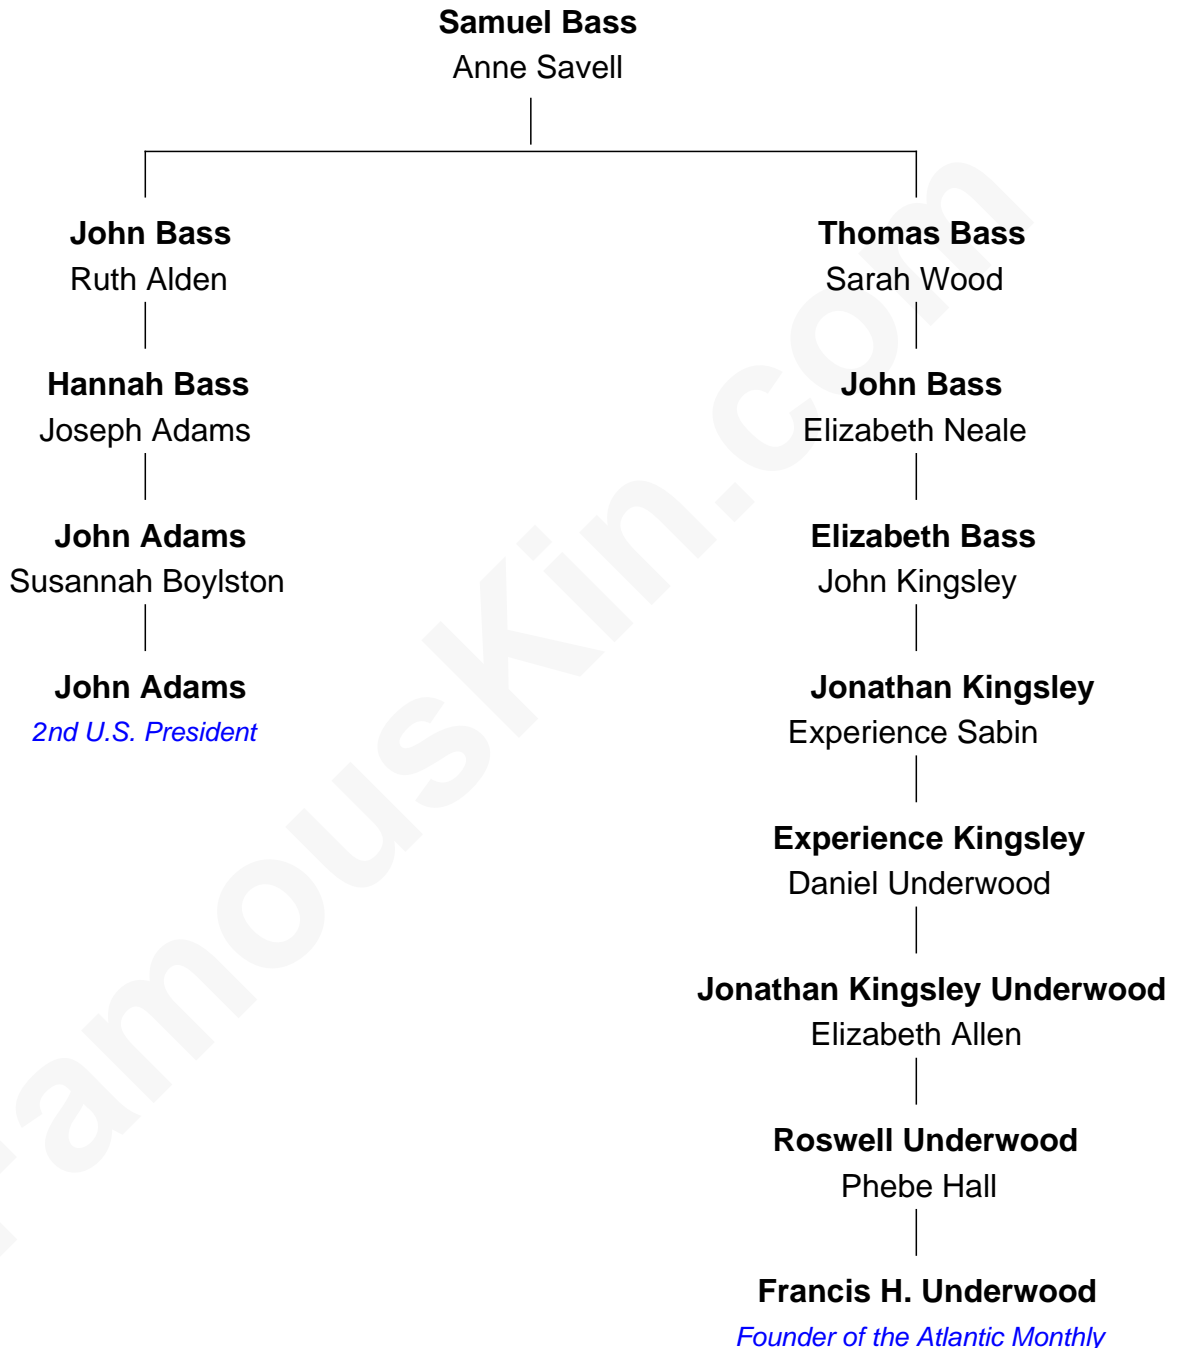 Samuel Bass
Anne Savell
John Bass
Ruth Alden
Thomas Bass
Sarah Wood
Hannah Bass
Joseph Adams
John Bass
Elizabeth Neale
John Adams
Susannah Boylston
Elizabeth Bass
John Kingsley
John Adams
2nd U.S. President
Jonathan Kingsley
Experience Sabin
Experience Kingsley
Daniel Underwood
Jonathan Kingsley Underwood
Elizabeth Allen
Roswell Underwood
Phebe Hall
Francis H. Underwood
Founder of the Atlantic Monthly
FamousKin.com